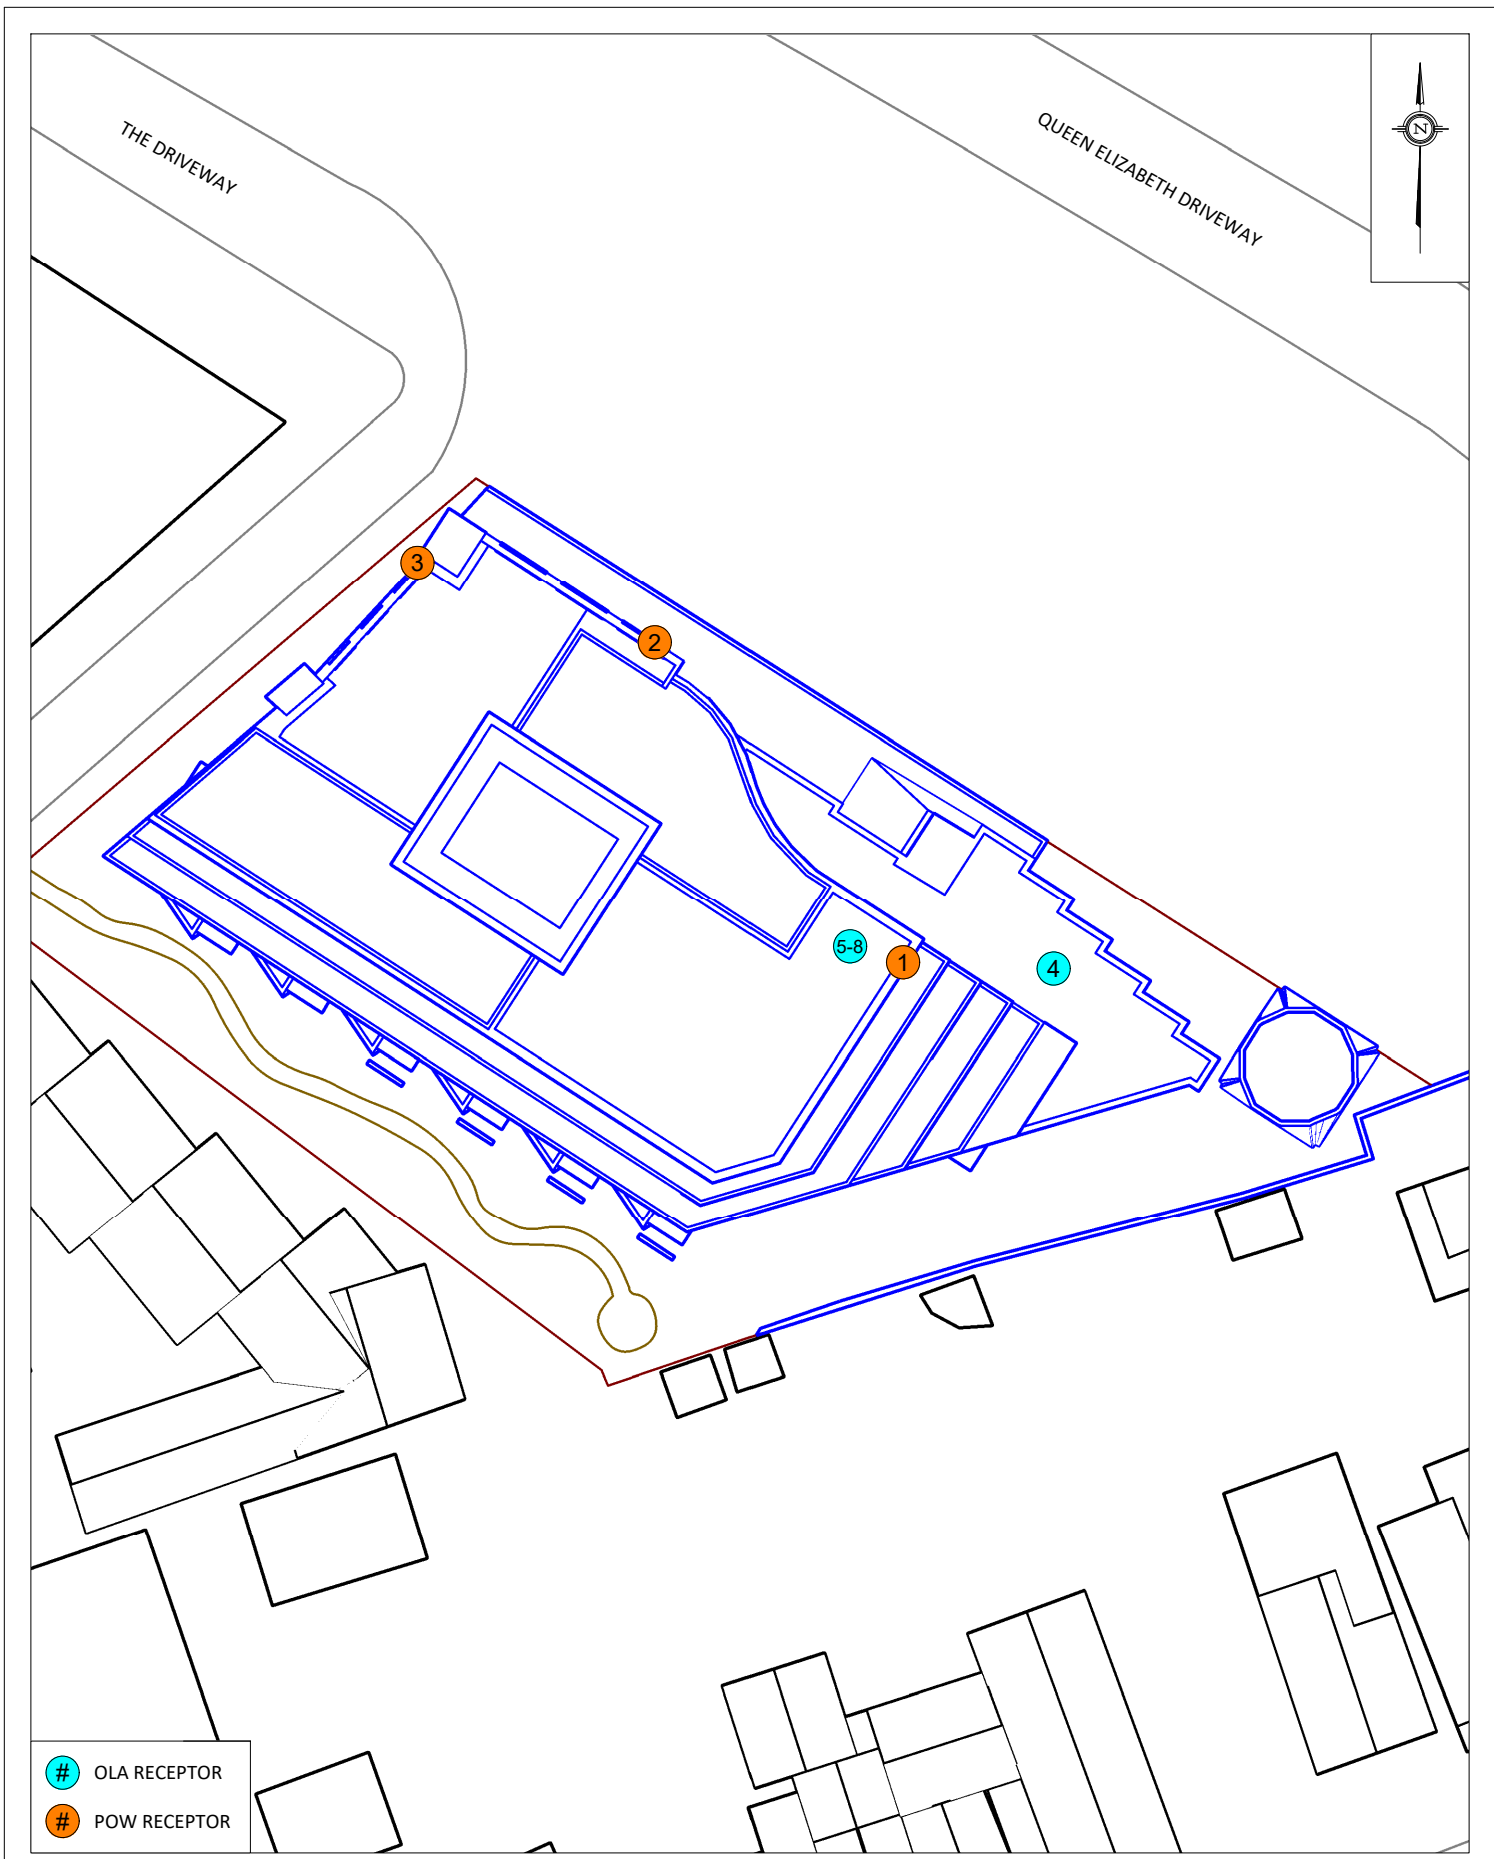 THE DRIVEWAY
QUEEN ELIZABETH DRIVEWAY
N
3
2
5-8
1
4
# OLA RECEPTOR
# POW RECEPTOR